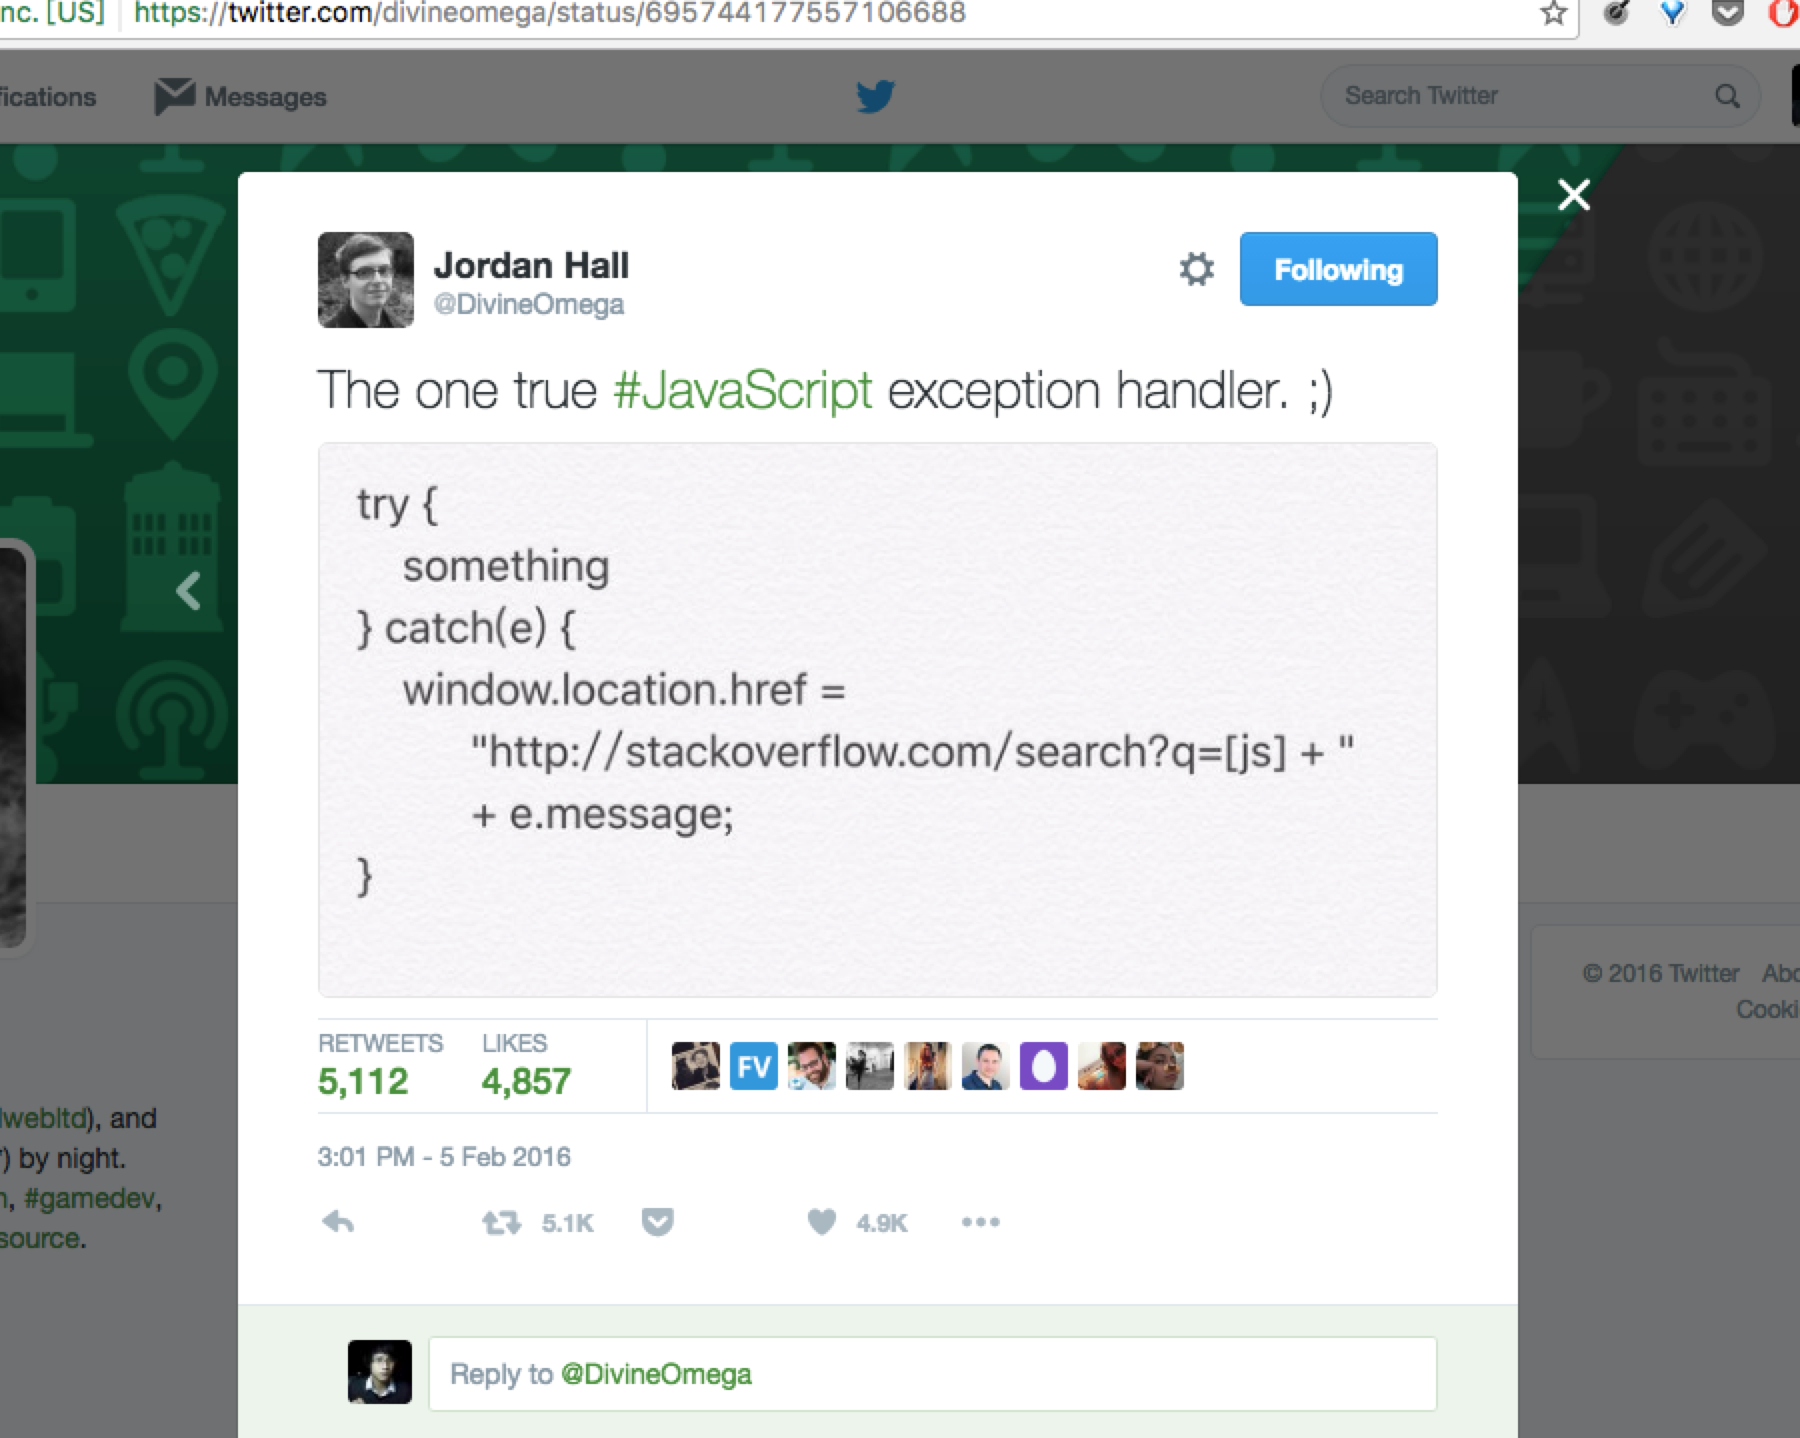 nc. [US] https://twitter.com/divineomega/status/695744177557106688
fications Messages Search Twitter
Jordan Hall
@DivineOmega
Following
The one true #JavaScript exception handler. ;)
try {
something
} catch(e) {
window.location.href =
"http://stackoverflow.com/search?q=[js] + "
+ e.message;
}
RETWEETS LIKES
5,112 4,857
FV
3:01 PM - 5 Feb 2016
5.1K 4.9K
Reply to @DivineOmega
lwebltd), and
) by night.
, #gamedev,
source.
© 2016 Twitter Abo
Cooki